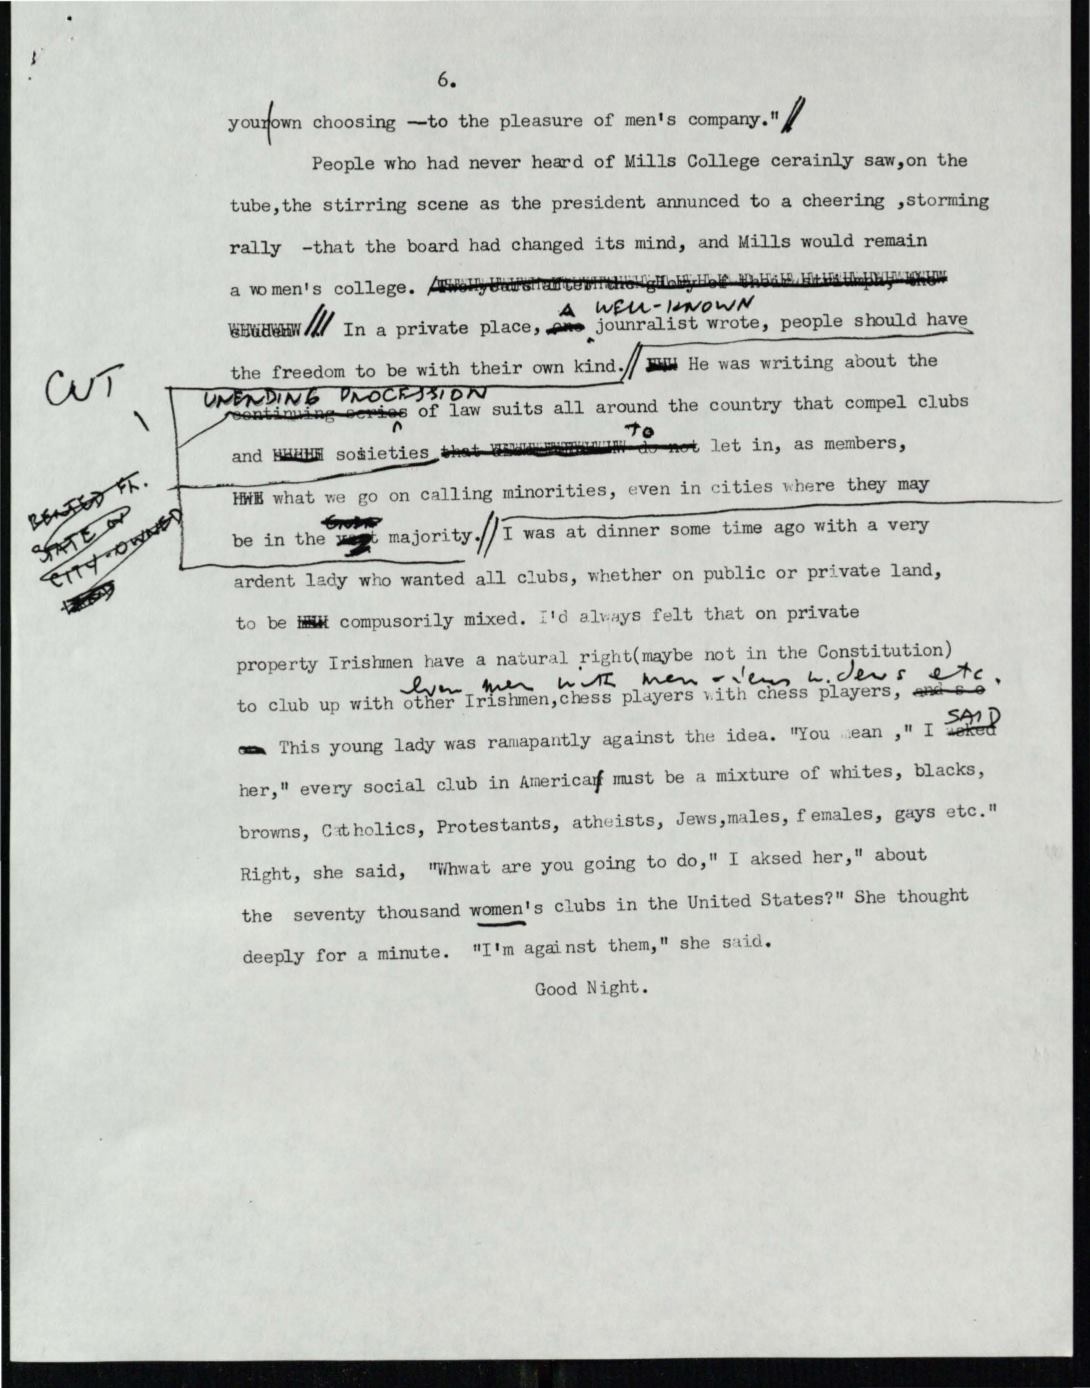 6.
your own choosing —to the pleasure of men's company."//
People who had never heard of Mills College cerainly saw,on the
tube,the stirring scene as the president annunced to a cheering ,storming
rally -that the board had changed its mind, and Mills would remain
a women's college.
A WELL-KNOWN
/// In a private place, one jounralist wrote, people should have
the freedom to be with their own kind.// He was writing about the
CUT
UNENDING PROCESSION
continuing series of law suits all around the country that compel clubs
to
and societies that do not let in, as members,
what we go on calling minorities, even in cities where they may
STATE OR
CITY-OWNED
be in the majority.// I was at dinner some time ago with a very
ardent lady who wanted all clubs, whether on public or private land,
to be compusorily mixed. I'd always felt that on private
property Irishmen have a natural right(maybe not in the Constitution)
even men with men - Jews w. Jews etc.
to club up with other Irishmen,chess players with chess players, and s o
SAID
This young lady was ramapantly against the idea. "You mean ," I asked
her," every social club in America must be a mixture of whites, blacks,
browns, Catholics, Protestants, atheists, Jews,males, f emales, gays etc."
Right, she said, "Whwat are you going to do," I aksed her," about
the seventy thousand women's clubs in the United States?" She thought
deeply for a minute. "I'm against them," she said.
Good Night.